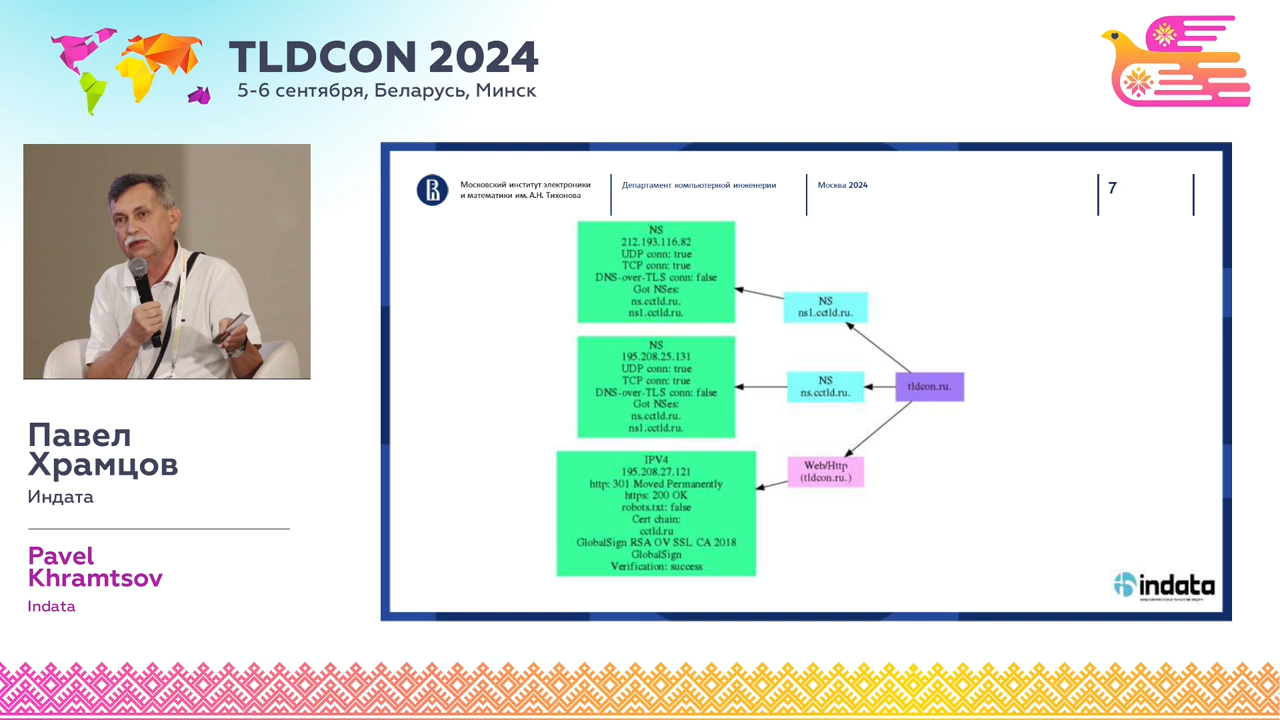 TLDCON 2024
5-6 сентября, Беларусь, Минск
Павел
Храмцов
Индата
Pavel
Khramtsov
Indata
Московский институт электроники
и математики им. А.Н. Тихонова
Департамент компьютерной инженерии
Москва 2024
7
NS
212.193.116.82
UDP conn: true
TCP conn: true
DNS-over-TLS conn: false
Got NSes:
ns.cctld.ru.
ns1.cctld.ru.
NS
ns1.cctld.ru.
NS
195.208.25.131
UDP conn: true
TCP conn: true
DNS-over-TLS conn: false
Got NSes:
ns.cctld.ru.
ns1.cctld.ru.
NS
ns.cctld.ru.
tldcon.ru.
IPV4
195.208.27.121
http: 301 Moved Permanently
https: 200 OK
robots.txt: false
Cert chain:
cctld.ru
GlobalSign RSA OV SSL CA 2018
GlobalSign
Verification: success
Web/Http
(tldcon.ru.)
indata